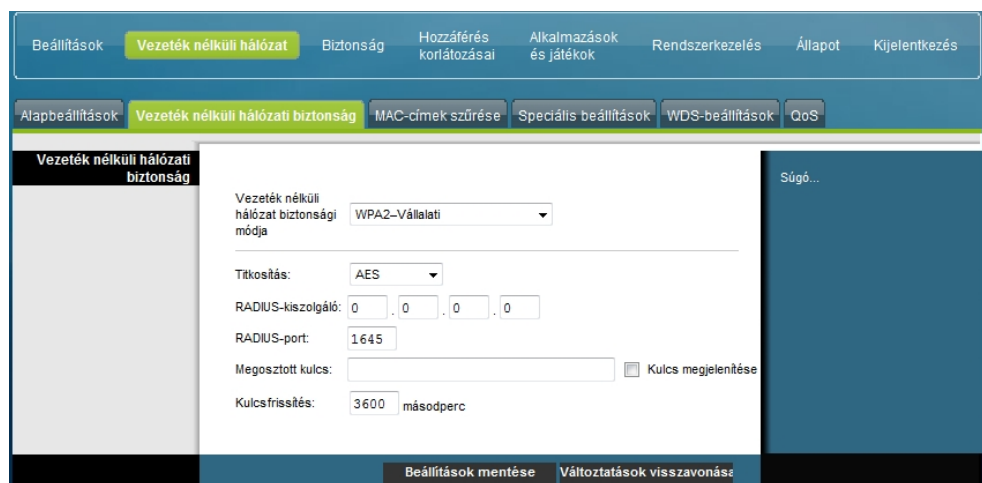 Beállítások Vezeték nélküli hálózat Biztonság Hozzáférés korlátozásai Alkalmazások és játékok Rendszerkezelés Állapot Kijelentkezés
Alapbeállítások Vezeték nélküli hálózati biztonság MAC-címek szűrése Speciális beállítások WDS-beállítások QoS
Vezeték nélküli hálózati
biztonság
Súgó...
Vezeték nélküli
hálózat biztonsági
módja
WPA2–Vállalati
Titkosítás: AES
RADIUS-kiszolgáló: 0 . 0 . 0 . 0
RADIUS-port: 1645
Megosztott kulcs: Kulcs megjelenítése
Kulcsfrissítés: 3600 másodperc
Beállítások mentése Változtatások visszavonása